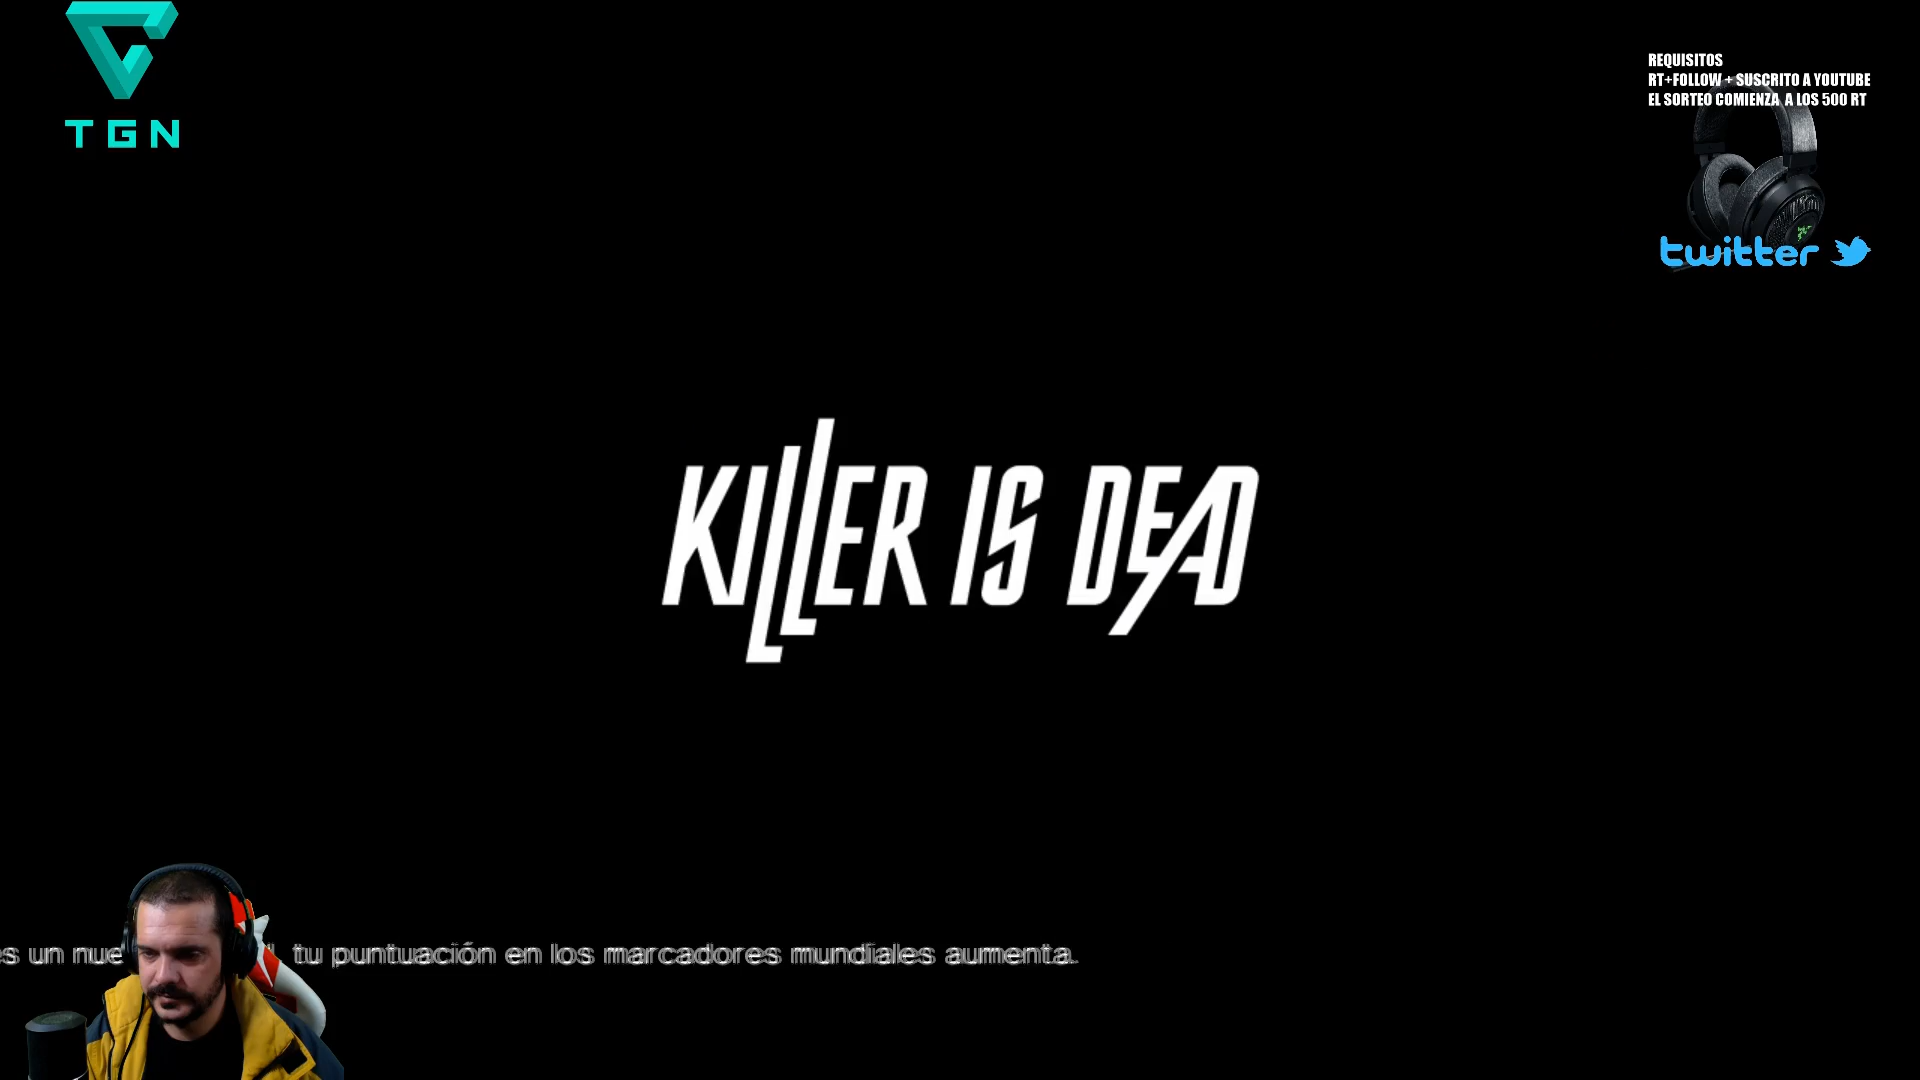 TGN
REQUISITOS
RT+FOLLOW + SUSCRITO A YOUTUBE
EL SORTEO COMIENZA A LOS 500 RT
twitter
KILLER IS DEAD
es un tu puntuación en los marcadores mundiales aumenta.